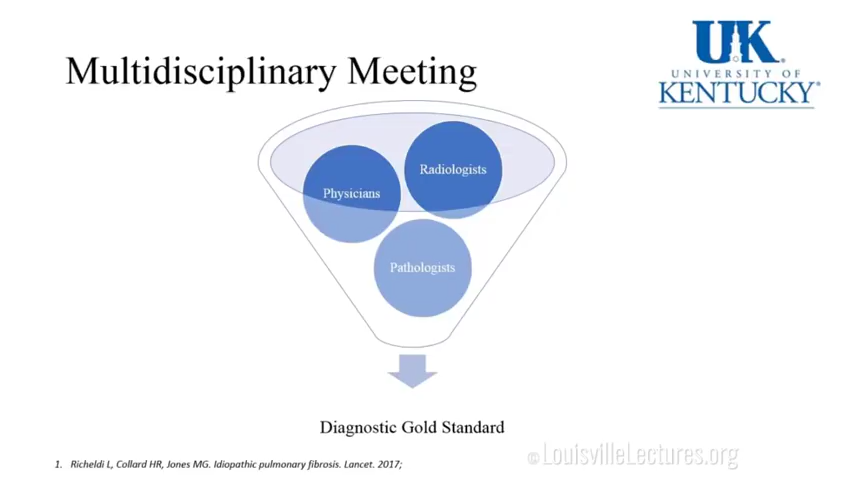 Multidisciplinary Meeting
UK
UNIVERSITY OF
KENTUCKY®
Radiologists
Physicians
Pathologists
Diagnostic Gold Standard
1. Richeldi L, Collard HR, Jones MG. Idiopathic pulmonary fibrosis. Lancet. 2017;
©LouisvilleLectures.org